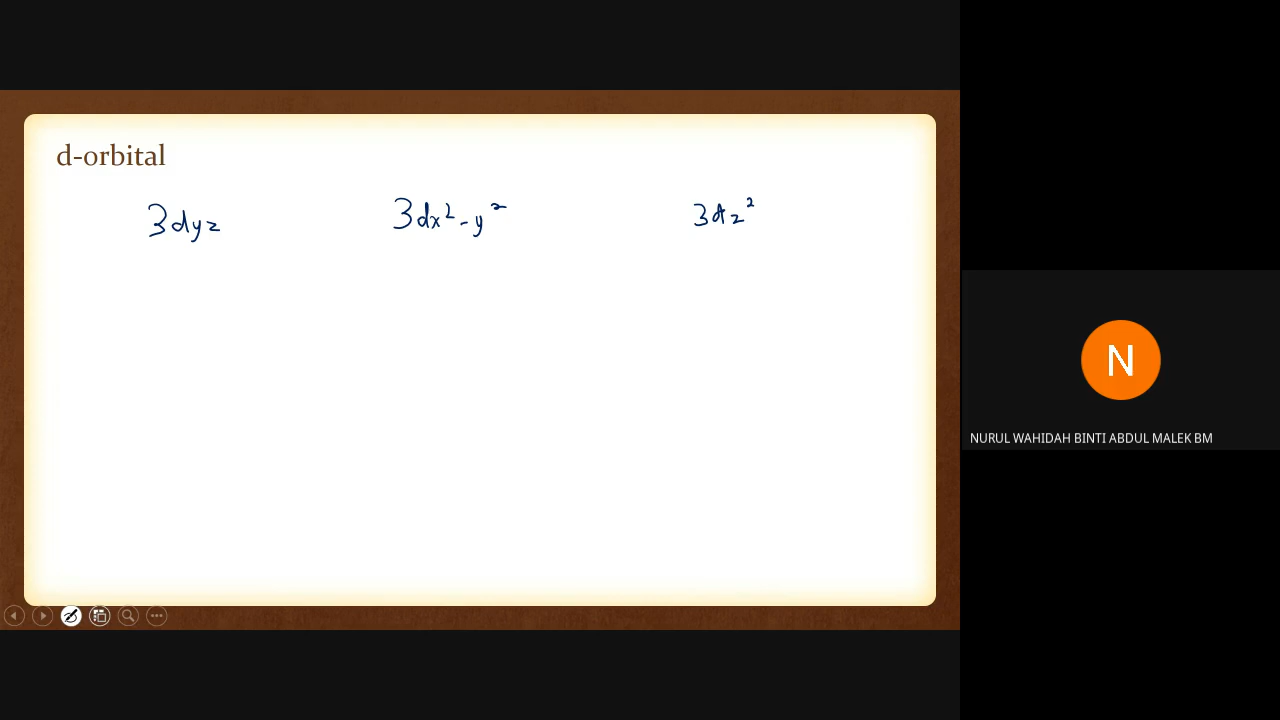 d-orbital
3dyz 3dx²-y² 3dz²
N
NURUL WAHIDAH BINTI ABDUL MALEK BM